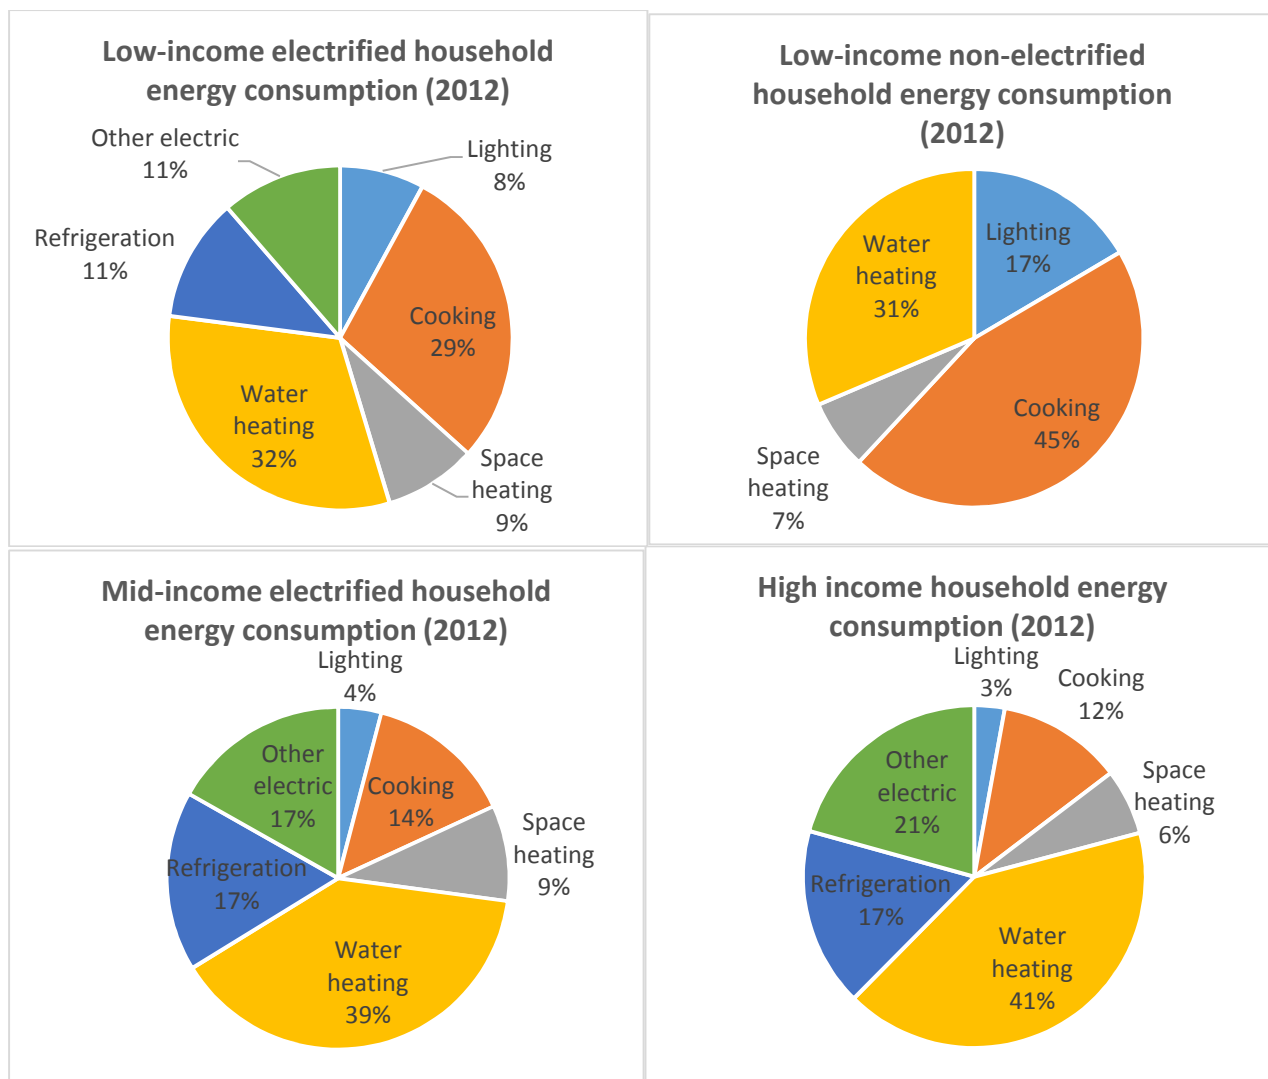 Low-income electrified household
energy consumption (2012)
Other electric
11%
Lighting
8%
Refrigeration
11%
Cooking
29%
Water
heating
32%
Space
heating
9%
Low-income non-electrified
household energy consumption
(2012)
Water
heating
31%
Lighting
17%
Cooking
45%
Space
heating
7%
Mid-income electrified household
energy consumption (2012)
Lighting
4%
Other
electric
17%
Cooking
14%
Space
heating
9%
Refrigeration
17%
Water
heating
39%
High income household energy
consumption (2012)
Lighting
3%
Cooking
12%
Other
electric
21%
Space
heating
6%
Refrigeration
17%
Water
heating
41%